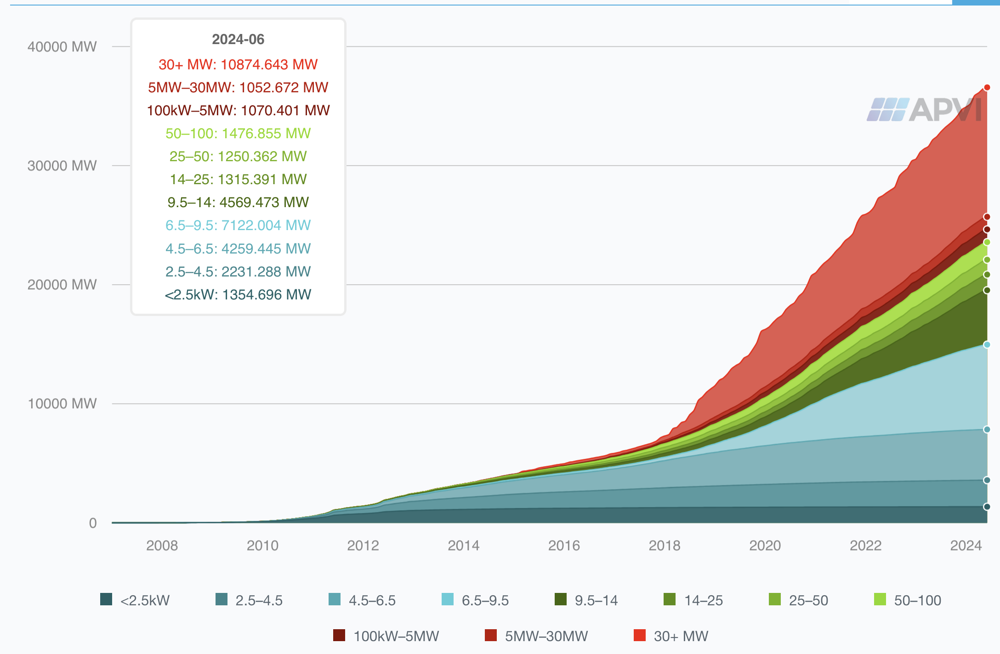 2024-06
30+ MW: 10874.643 MW
5MW–30MW: 1052.672 MW
100kW–5MW: 1070.401 MW
50–100: 1476.855 MW
25–50: 1250.362 MW
14–25: 1315.391 MW
9.5–14: 4569.473 MW
6.5–9.5: 7122.004 MW
4.5–6.5: 4259.445 MW
2.5–4.5: 2231.288 MW
<2.5kW: 1354.696 MW
40000 MW
30000 MW
20000 MW
10000 MW
0
APVI
2008 2010 2012 2014 2016 2018 2020 2022 2024
<2.5kW 2.5–4.5 4.5–6.5 6.5–9.5 9.5–14 14–25 25–50 50–100
100kW–5MW 5MW–30MW 30+ MW